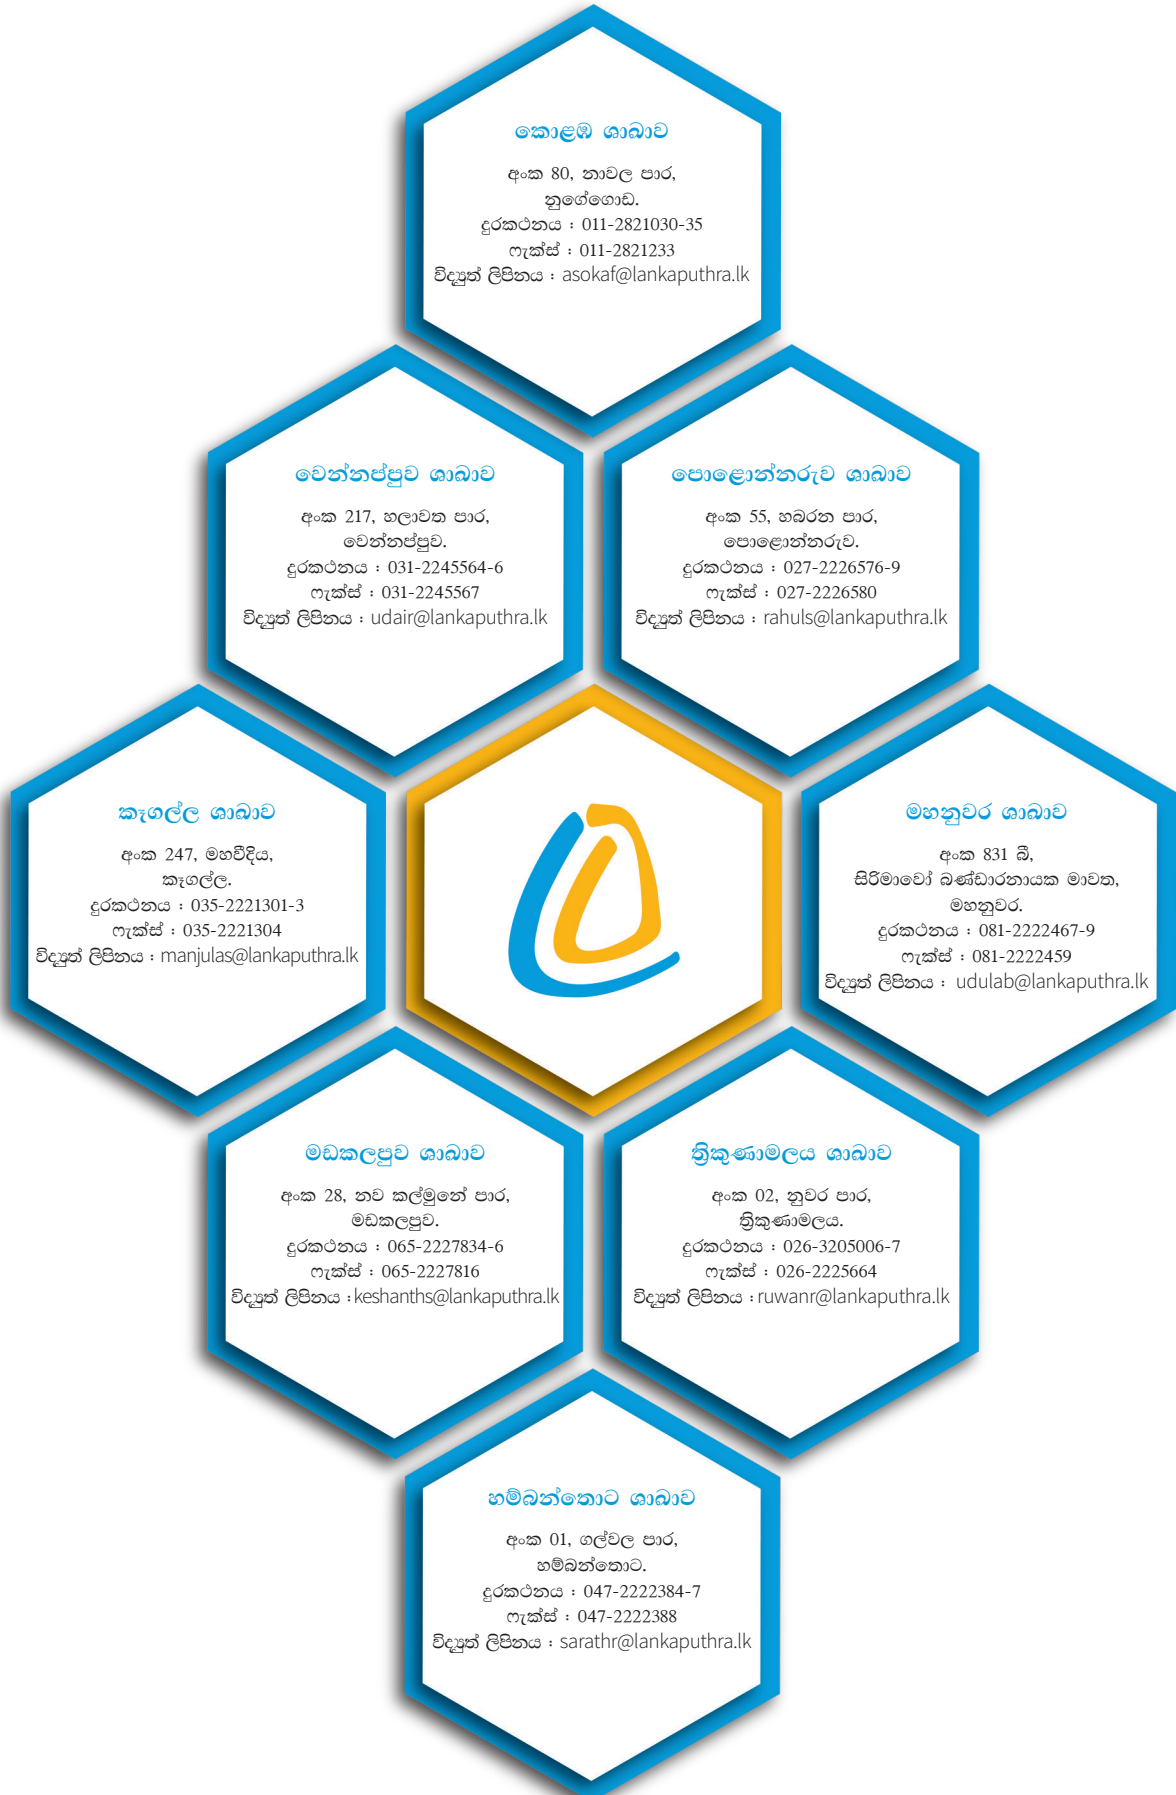 කොළඹ ශාඛාව
අංක 80, නාවල පාර,
නුගේගොඩ.
දුරකථනය : 011-2821030-35
ෆැක්ස් : 011-2821233
විද්‍යුත් ලිපිනය : asokaf@lankaputhra.lk
වෙන්නප්පුව ශාඛාව
අංක 217, හලාවත පාර,
වෙන්නප්පුව.
දුරකථනය : 031-2245564-6
ෆැක්ස් : 031-2245567
විද්‍යුත් ලිපිනය : udair@lankaputhra.lk
පොළොන්නරුව ශාඛාව
අංක 55, හබරන පාර,
පොළොන්නරුව.
දුරකථනය : 027-2226576-9
ෆැක්ස් : 027-2226580
විද්‍යුත් ලිපිනය : rahuls@lankaputhra.lk
කෑගල්ල ශාඛාව
අංක 247, මහවීදිය,
කෑගල්ල.
දුරකථනය : 035-2221301-3
ෆැක්ස් : 035-2221304
විද්‍යුත් ලිපිනය : manjulas@lankaputhra.lk
මහනුවර ශාඛාව
අංක 831 බී,
සිරිමාවෝ බණ්ඩාරනායක මාවත,
මහනුවර.
දුරකථනය : 081-2222467-9
ෆැක්ස් : 081-2222459
විද්‍යුත් ලිපිනය : udulab@lankaputhra.lk
මඩකලපුව ශාඛාව
අංක 28, නව කල්මුනේ පාර,
මඩකලපුව.
දුරකථනය : 065-2227834-6
ෆැක්ස් : 065-2227816
විද්‍යුත් ලිපිනය : keshanths@lankaputhra.lk
ත්‍රිකුණාමලය ශාඛාව
අංක 02, නුවර පාර,
ත්‍රිකුණාමලය.
දුරකථනය : 026-3205006-7
ෆැක්ස් : 026-2225664
විද්‍යුත් ලිපිනය : ruwanr@lankaputhra.lk
හම්බන්තොට ශාඛාව
අංක 01, ගල්වල පාර,
හම්බන්තොට.
දුරකථනය : 047-2222384-7
ෆැක්ස් : 047-2222388
විද්‍යුත් ලිපිනය : sarathr@lankaputhra.lk